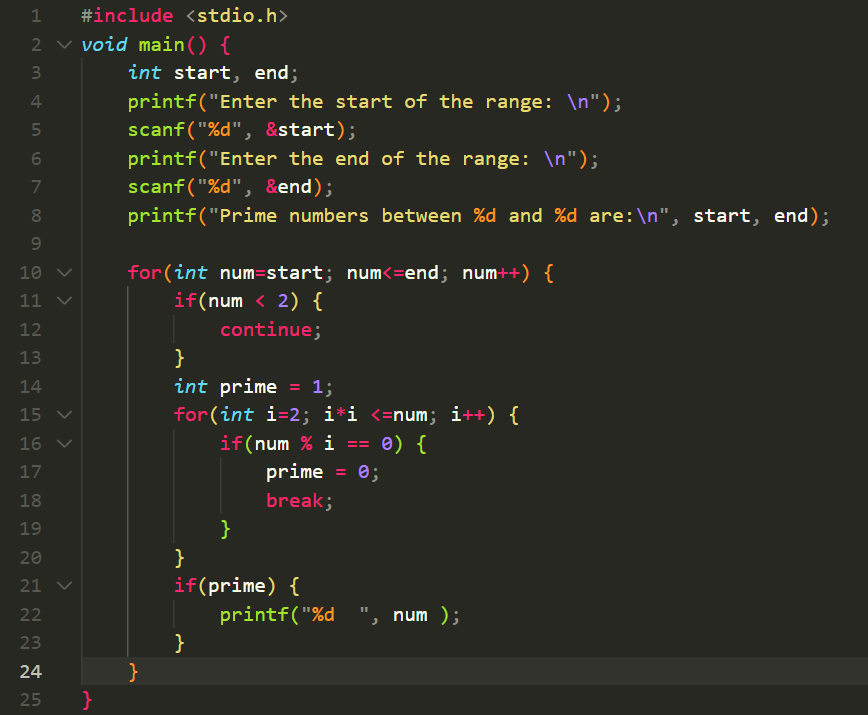 1 #include <stdio.h>
2 void main() {
3     int start, end;
4     printf("Enter the start of the range: \n");
5     scanf("%d", &start);
6     printf("Enter the end of the range: \n");
7     scanf("%d", &end);
8     printf("Prime numbers between %d and %d are:\n", start, end);
9
10     for(int num=start; num<=end; num++) {
11         if(num < 2) {
12             continue;
13         }
14         int prime = 1;
15         for(int i=2; i*i <=num; i++) {
16             if(num % i == 0) {
17                 prime = 0;
18                 break;
19             }
20         }
21         if(prime) {
22             printf("%d  ", num );
23         }
24     }
25 }